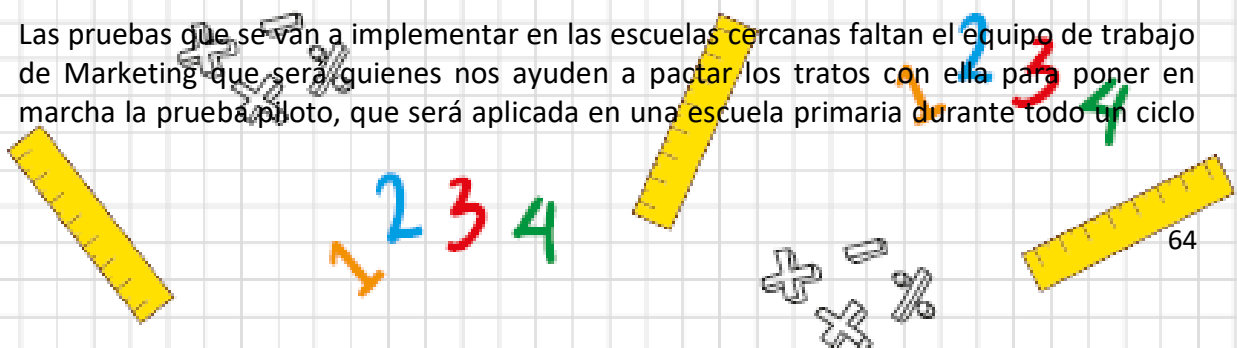 Las pruebas que se van a implementar en las escuelas cercanas faltan el equipo de trabajo
de Marketing que será quienes nos ayuden a pactar los tratos con ella para poner en
marcha la prueba piloto, que será aplicada en una escuela primaria durante todo un ciclo
1 2 3 4
1 2 3 4
64